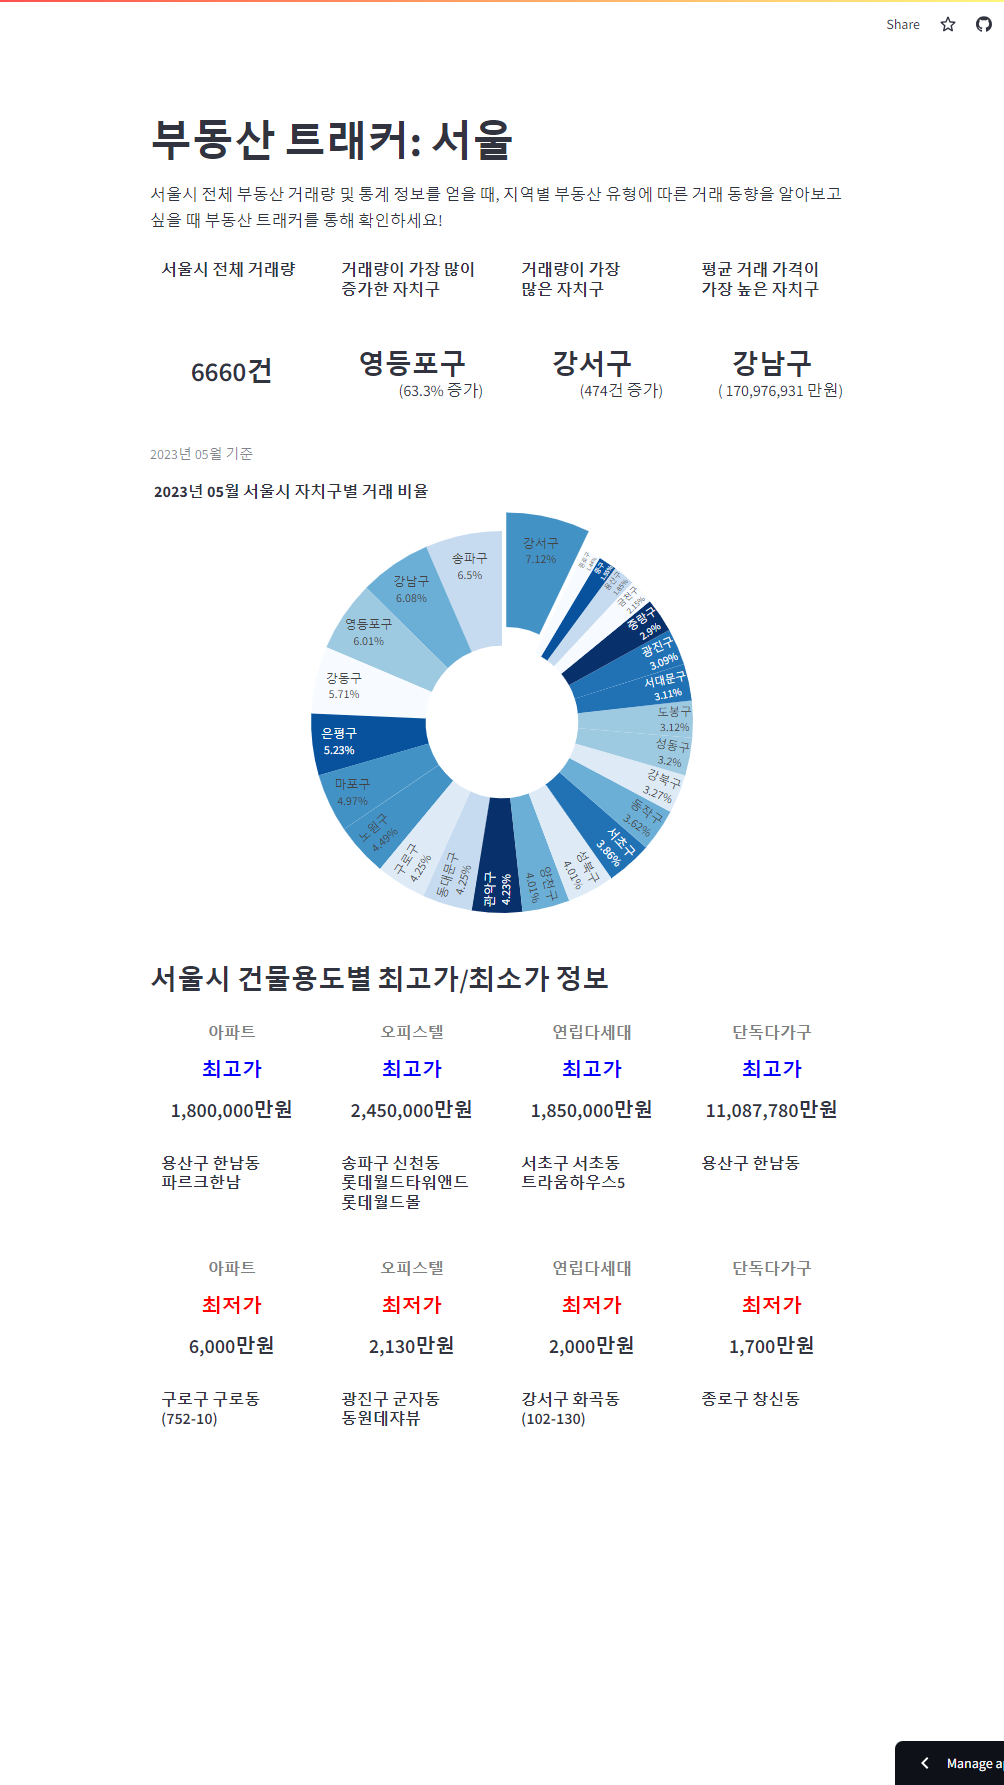 Share
부동산 트래커: 서울
서울시 전체 부동산 거래량 및 통계 정보를 얻을 때, 지역별 부동산 유형에 따른 거래 동향을 알아보고
싶을 때 부동산 트래커를 통해 확인하세요!
서울시 전체 거래량
6660건
거래량이 가장 많이
증가한 자치구
영등포구
(63.3% 증가)
거래량이 가장
많은 자치구
강서구
(474건 증가)
평균 거래 가격이
가장 높은 자치구
강남구
( 170,976,931 만원)
2023년 05월 기준
2023년 05월 서울시 자치구별 거래 비율
강서구
7.12%
종로구
1.44%
중구
1.55%
용산구
1.85%
금천구
2.15%
중랑구
2.9%
광진구
3.09%
서대문구
3.11%
도봉구
3.12%
성동구
3.2%
강북구
3.27%
동작구
3.62%
서초구
3.86%
성북구
4.01%
양천구
4.01%
관악구
4.23%
동대문구
4.25%
구로구
4.25%
노원구
4.49%
마포구
4.97%
은평구
5.23%
강동구
5.71%
영등포구
6.01%
강남구
6.08%
송파구
6.5%
서울시 건물용도별 최고가/최소가 정보
아파트
최고가
1,800,000만원
용산구 한남동
파르크한남
오피스텔
최고가
2,450,000만원
송파구 신천동
롯데월드타워앤드
롯데월드몰
연립다세대
최고가
1,850,000만원
서초구 서초동
트라움하우스5
단독다가구
최고가
11,087,780만원
용산구 한남동
아파트
최저가
6,000만원
구로구 구로동
(752-10)
오피스텔
최저가
2,130만원
광진구 군자동
동원데쟈뷰
연립다세대
최저가
2,000만원
강서구 화곡동
(102-130)
단독다가구
최저가
1,700만원
종로구 창신동
Manage a